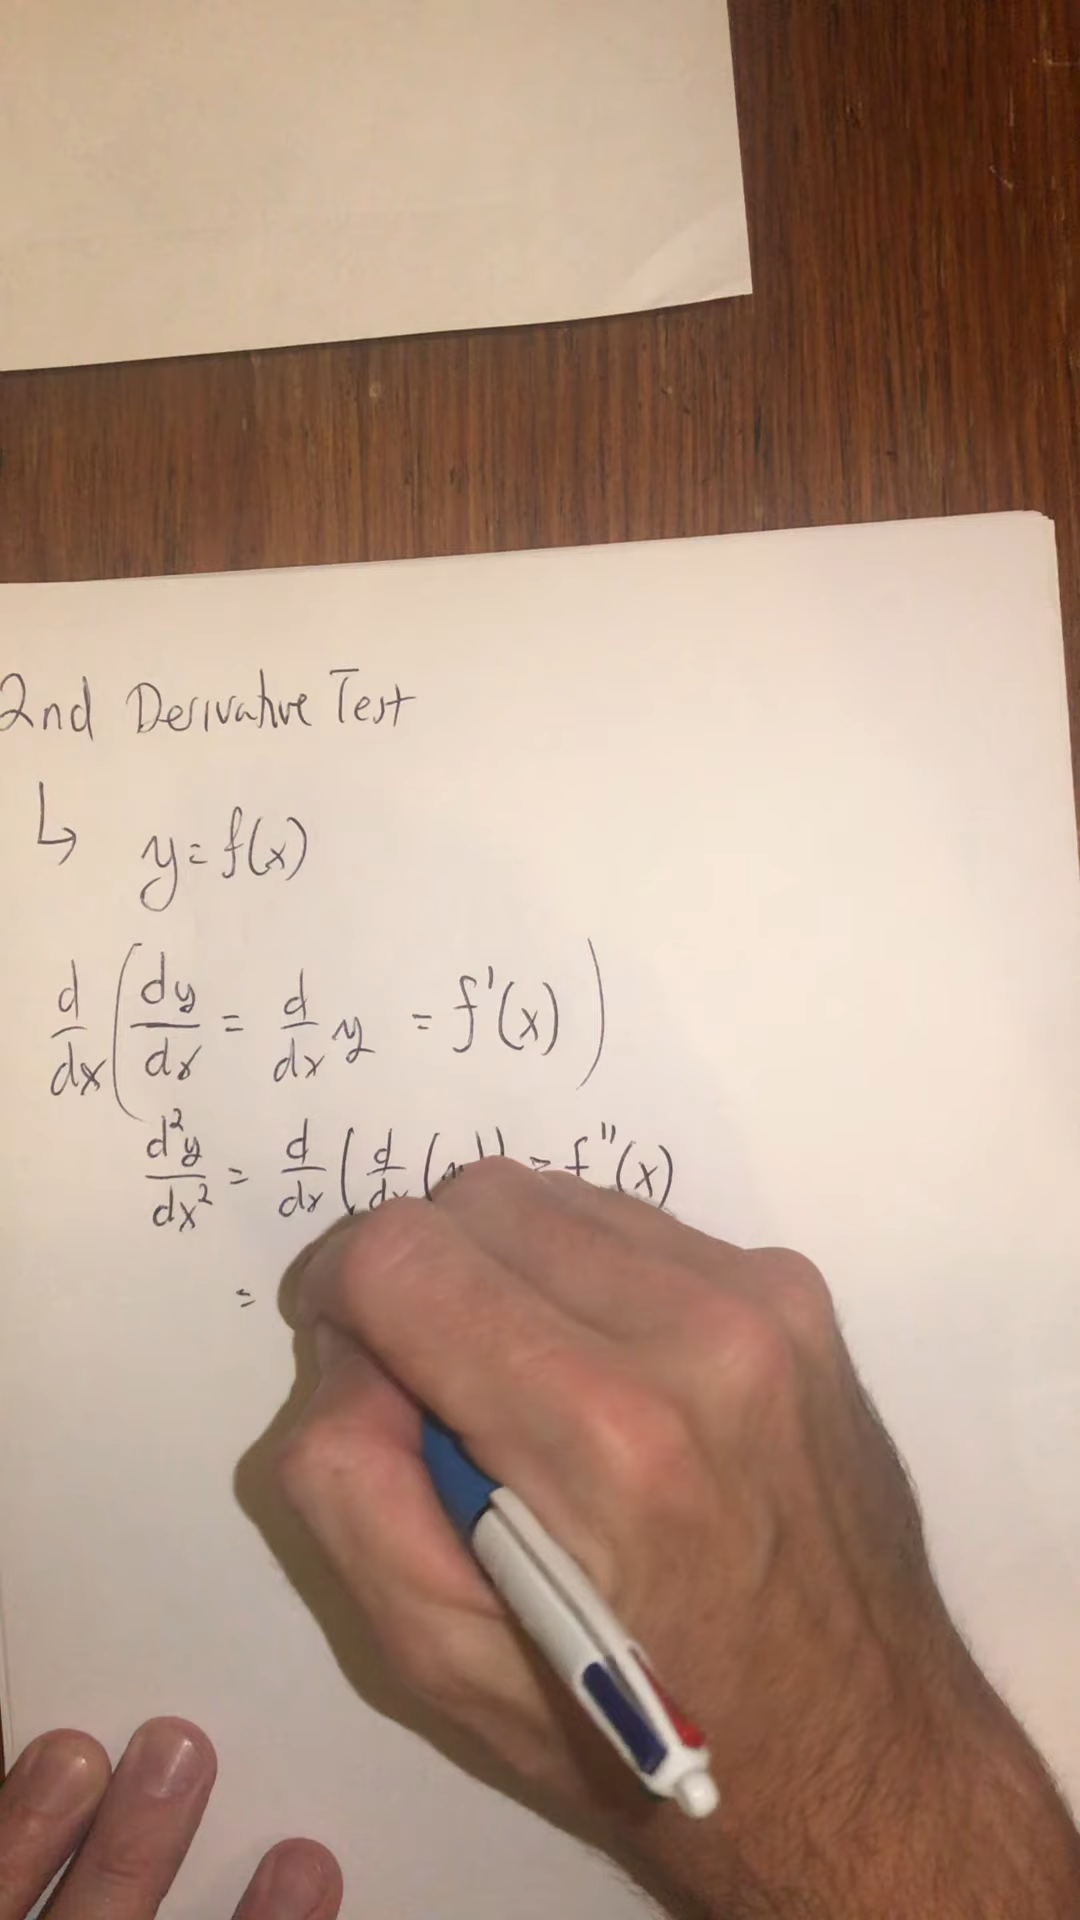 2nd Derivative Test
↳ y = f(x)
d/dx (dy/dx = d/dx y = f'(x))
d²y/dx² = d/dx (d/dx (y)) = f''(x)
=